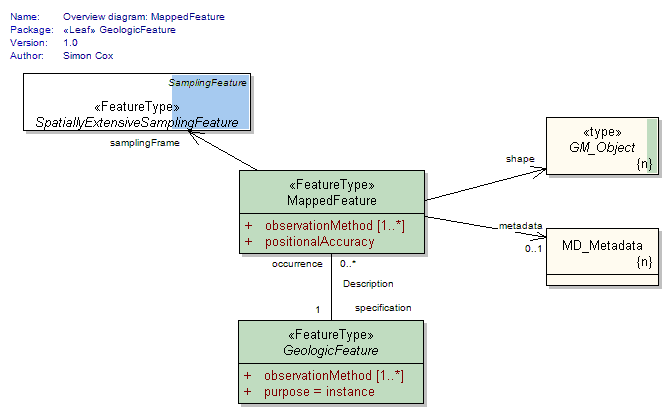 Name: Overview diagram: MappedFeature
Package: «Leaf» GeologicFeature
Version: 1.0
Author: Simon Cox
SamplingFeature
«FeatureType»
SpatiallyExtensiveSamplingFeature
samplingFrame
«type»
GM_Object
{n}
shape
«FeatureType»
MappedFeature
+ observationMethod [1..*]
+ positionalAccuracy
metadata
0..1
MD_Metadata
{n}
occurrence 0..*
Description
1 specification
«FeatureType»
GeologicFeature
+ observationMethod [1..*]
+ purpose = instance